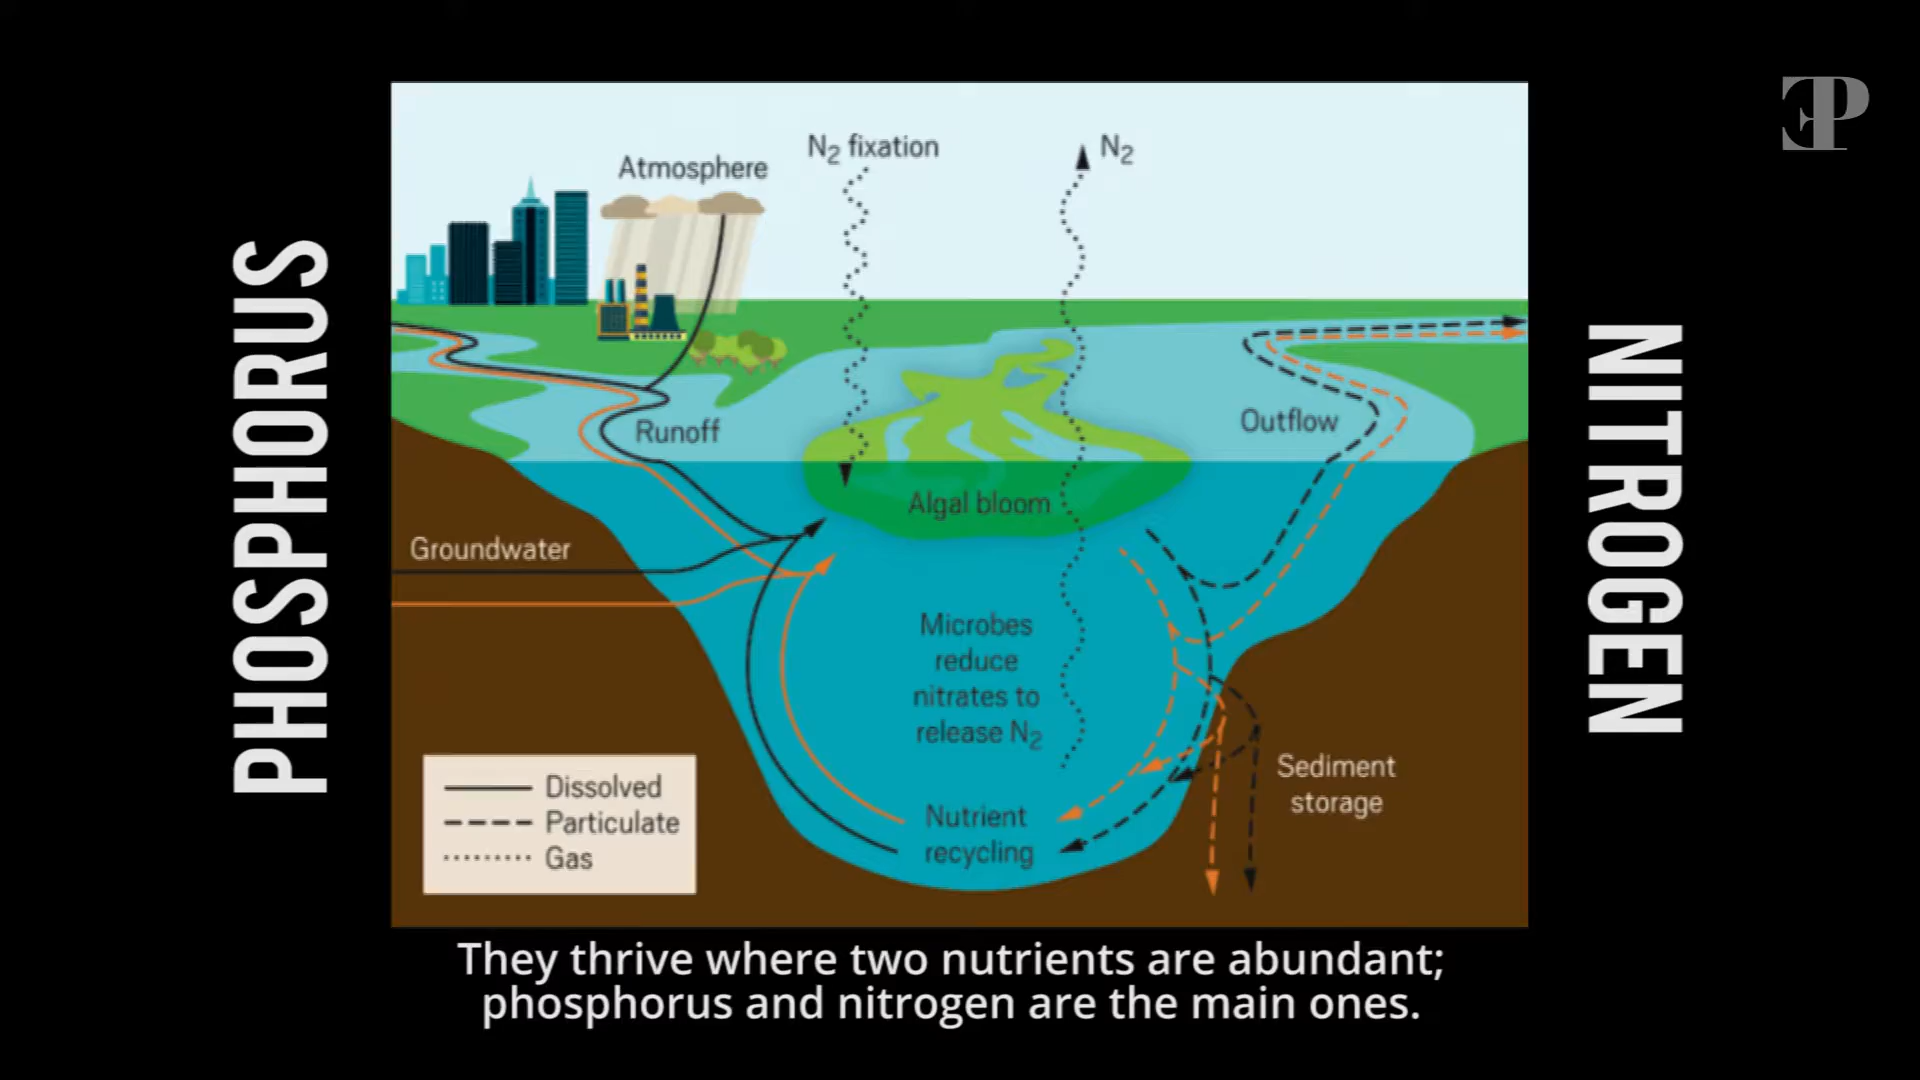 PHOSPHORUS
NITROGEN
EP
Atmosphere
N₂ fixation
N₂
Runoff
Outflow
Algal bloom
Groundwater
Microbes
reduce
nitrates to
release N₂
Nutrient
recycling
Sediment
storage
Dissolved
Particulate
Gas
They thrive where two nutrients are abundant;
phosphorus and nitrogen are the main ones.